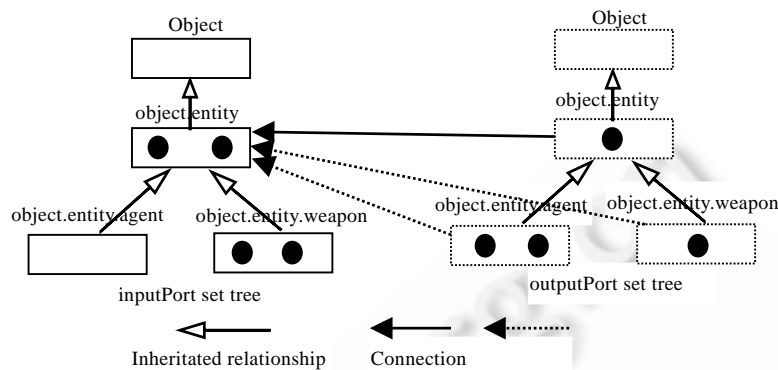 Object
Object
object.entity
object.entity
object.entity.agent
object.entity.weapon
object.entity.agent
object.entity.weapon
inputPort set tree
outputPort set tree
Inheritated relationship
Connection